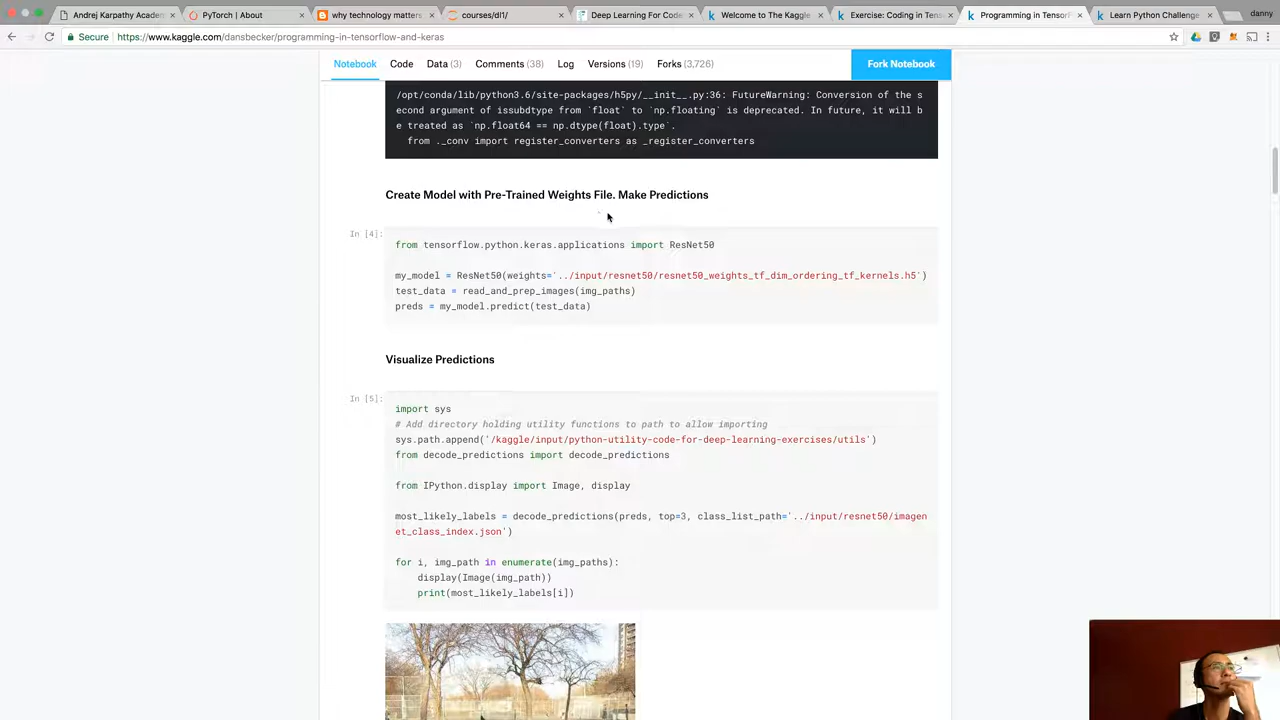 Andrej Karpathy Acade
PyTorch | About
why technology matters
courses/dl1/
Deep Learning For Code
Welcome to The Kaggle
Exercise: Coding in Tens
Programming in Tensor
Learn Python Challenge
danny
Secure
https://www.kaggle.com/dansbecker/programming-in-tensorflow-and-keras
Notebook
Code
Data (3)
Comments (38)
Log
Versions (19)
Forks (3,726)
Fork Notebook
/opt/conda/lib/python3.6/site-packages/h5py/__init__.py:36: FutureWarning: Conversion of the s
econd argument of issubdtype from `float` to `np.floating` is deprecated. In future, it will b
e treated as `np.float64 == np.dtype(float).type`.
from ._conv import register_converters as _register_converters
Create Model with Pre-Trained Weights File. Make Predictions
In [4]:
from tensorflow.python.keras.applications import ResNet50
my_model = ResNet50(weights='../input/resnet50/resnet50_weights_tf_dim_ordering_tf_kernels.h5')
test_data = read_and_prep_images(img_paths)
preds = my_model.predict(test_data)
Visualize Predictions
In [5]:
import sys
# Add directory holding utility functions to path to allow importing
sys.path.append('/kaggle/input/python-utility-code-for-deep-learning-exercises/utils')
from decode_predictions import decode_predictions
from IPython.display import Image, display
most_likely_labels = decode_predictions(preds, top=3, class_list_path='../input/resnet50/imagen
et_class_index.json')
for i, img_path in enumerate(img_paths):
display(Image(img_path))
print(most_likely_labels[i])